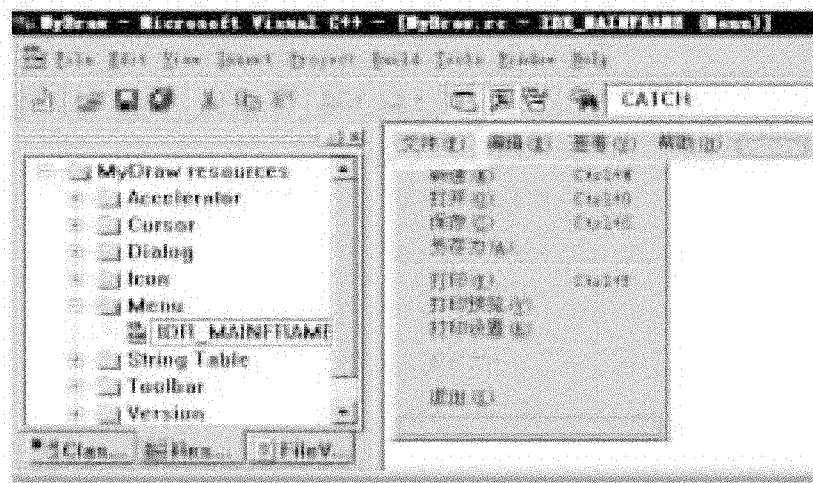 MyDraw - Microsoft Visual C++ - [MyDraw.rc - IDR_MAINFRAME (Menu)]
File Edit View Insert Project Build Tools Window Help
CATCH
MyDraw resources
Accelerator
Cursor
Dialog
Icon
Menu
IDR_MAINFRAME
String Table
Toolbar
Version
Clas... Res... FileV...
文件(F) 编辑(E) 查看(V) 帮助(H)
新建(N) Ctrl+N
打开(O) Ctrl+O
保存(S) Ctrl+S
另存为(A)
打印(P) Ctrl+P
打印预览(V)
打印设置(R)
退出(X)